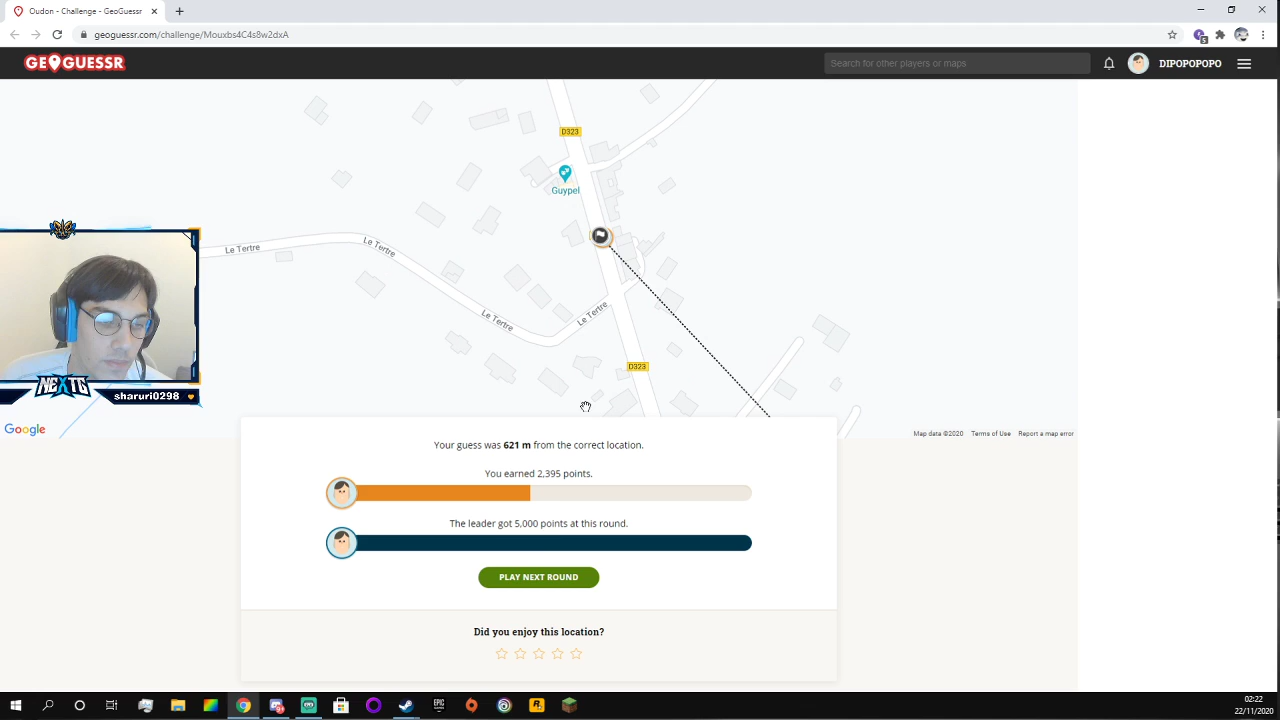 Oudon - Challenge - GeoGuessr
geoguessr.com/challenge/Mouxbs4C4s8w2dxA
GEOGUESSR
Search for other players or maps
DIPOPOPOPO
D323
Guypel
Le Tertre
Le Tertre
Le Tertre
Le Tertre
D323
NEXTG
sharuri0298
Google
Map data ©2020 Terms of Use Report a map error
Your guess was 621 m from the correct location.
You earned 2,395 points.
The leader got 5,000 points at this round.
PLAY NEXT ROUND
Did you enjoy this location?
EPIC
02:22
22/11/2020